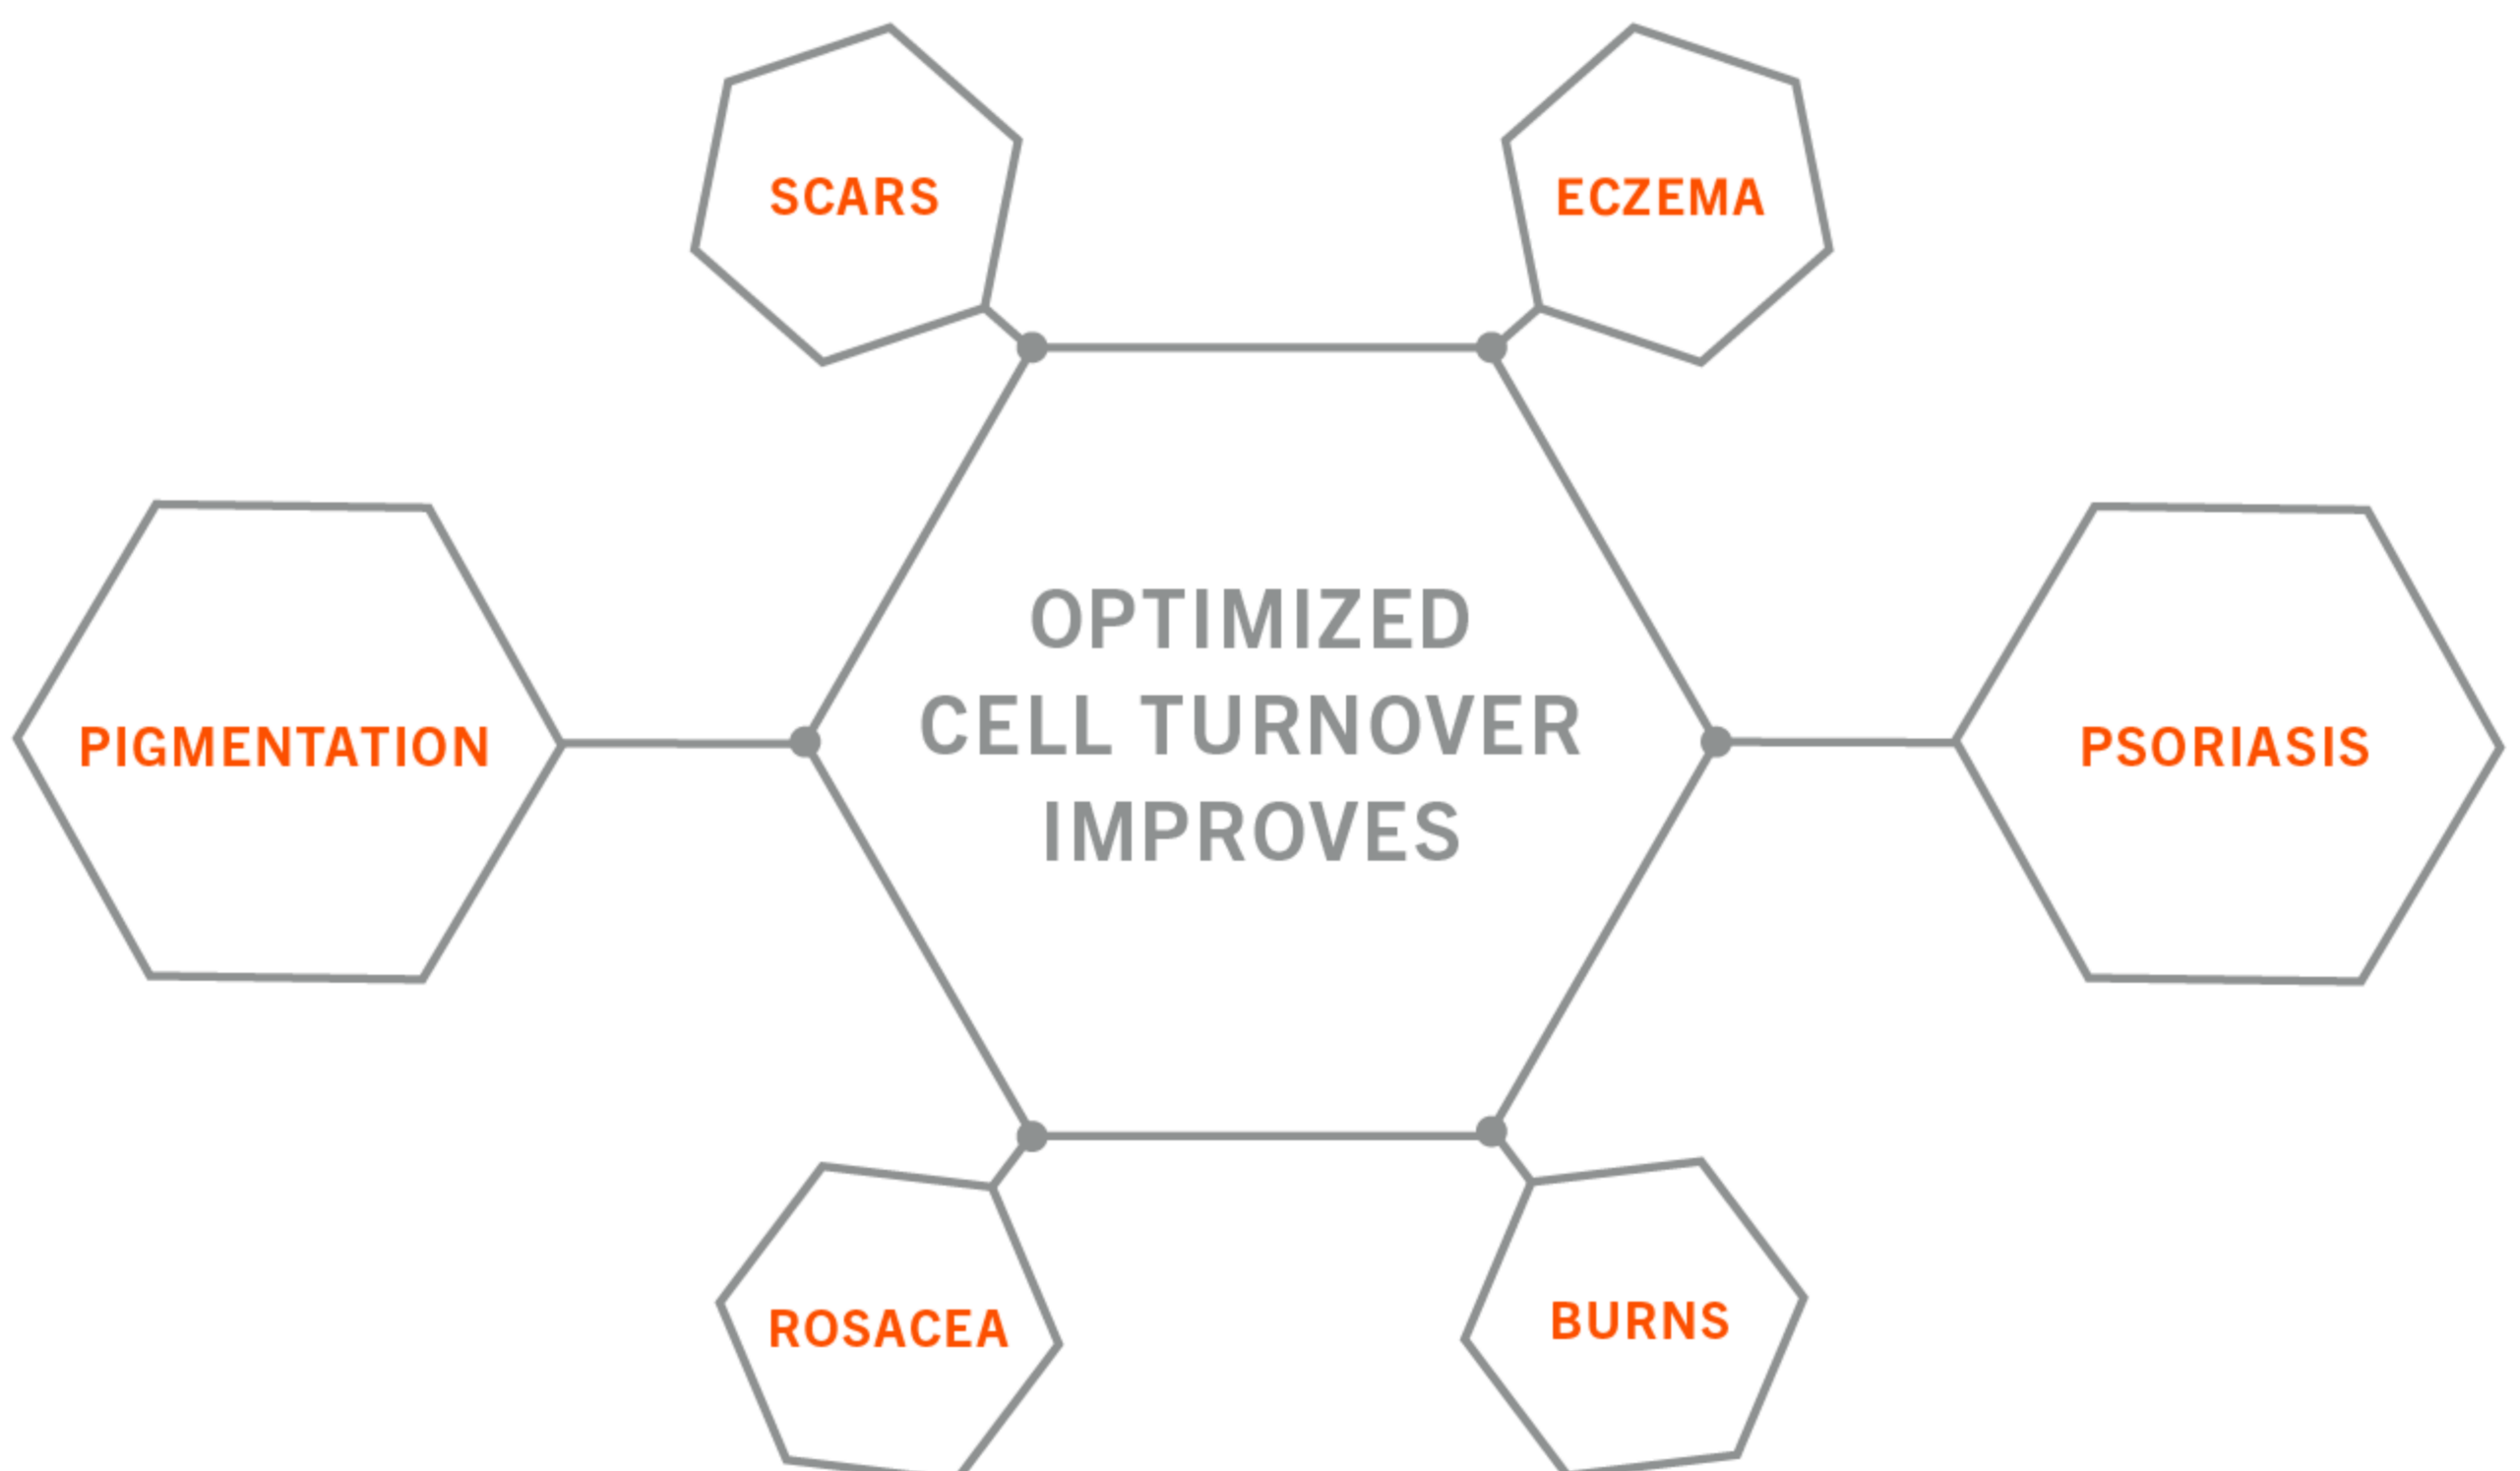 SCARS
ECZEMA
OPTIMIZED
CELL TURNOVER
IMPROVES
PIGMENTATION
PSORIASIS
ROSACEA
BURNS